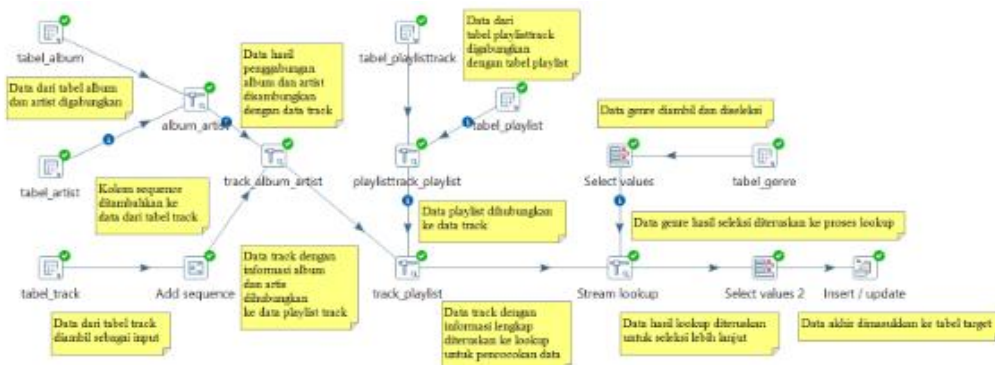 tabel_album
Data dari tabel album
dan artist digabungkan
tabel_artist
album_artist
Data hasil
penggabungan
album dan artist
disambungkan
dengan data track
track_album_artist
Kolom sequence
ditambahkan ke
data dari tabel track
tabel_track
Add sequence
Data dari tabel track
diambil sebagai input
Data track dengan
informasi album
dan artis
dihubungkan
ke data playlist track
tabel_playlisttrack
Data dari
tabel playlisttrack
digabungkan
dengan tabel playlist
tabel_playlist
playlisttrack_playlist
Data playlist dihubungkan
ke data track
track_playlist
Data track dengan
informasi lengkap
diteruskan ke lookup
untuk pencocokan data
Data genre diambil dan diseleksi
Select values
tabel_genre
Data genre hasil seleksi diteruskan ke proses lookup
Stream lookup
Select values 2
Insert / update
Data hasil lookup diteruskan
untuk seleksi lebih lanjut
Data akhir dimasukkan ke tabel target